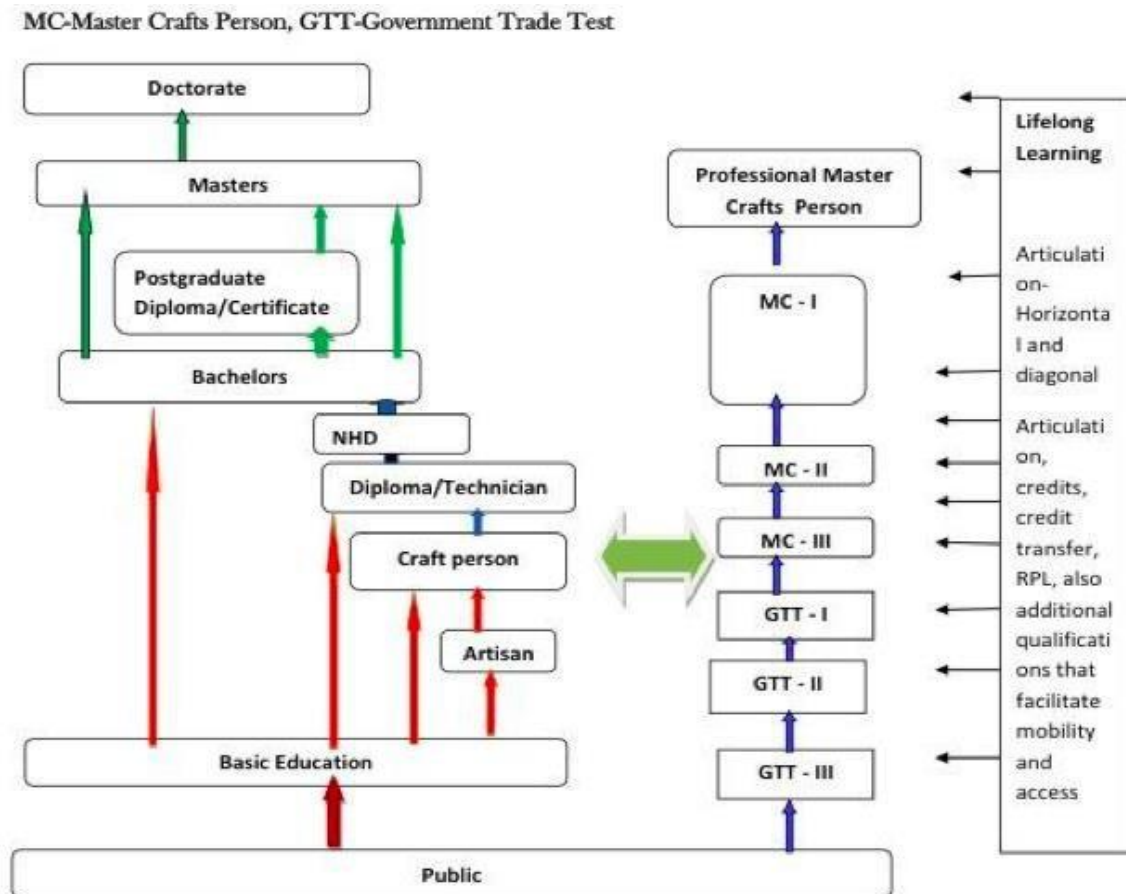 MC-Master Crafts Person, GTT-Government Trade Test
Doctorate
Masters
Postgraduate
Diploma/Certificate
Bachelors
NHD
Diploma/Technician
Craft person
Artisan
Basic Education
Public
Professional Master
Crafts Person
MC - I
MC - II
MC - III
GTT - I
GTT - II
GTT - III
Lifelong
Learning
Articulati
on-
Horizonta
l and
diagonal
Articulati
on,
credits,
credit
transfer,
RPL, also
additional
qualificati
ons that
facilitate
mobility
and
access